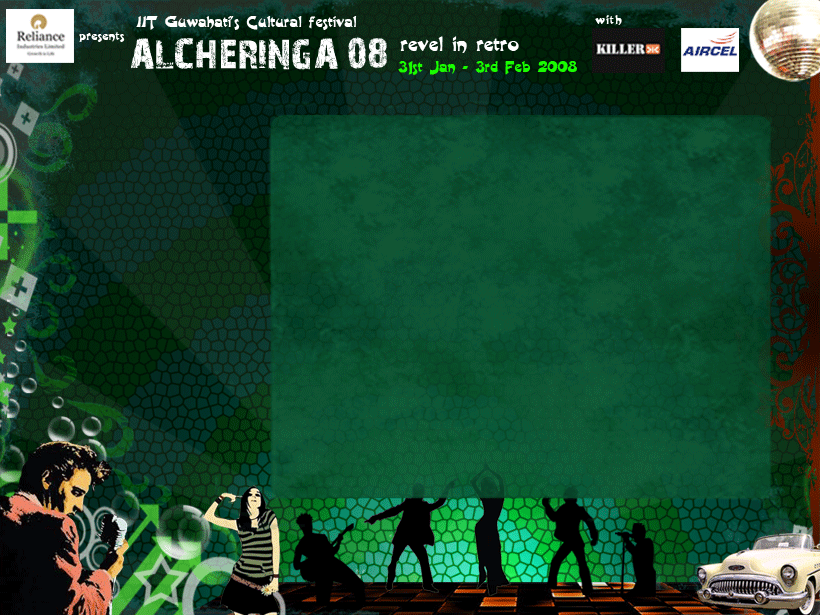 Reliance
Industries Limited
Growth is Life
presents
IIT Guwahati's Cultural festival
ALCHERINGA 08
revel in retro
31st Jan - 3rd Feb 2008
with
KILLER
AIRCEL